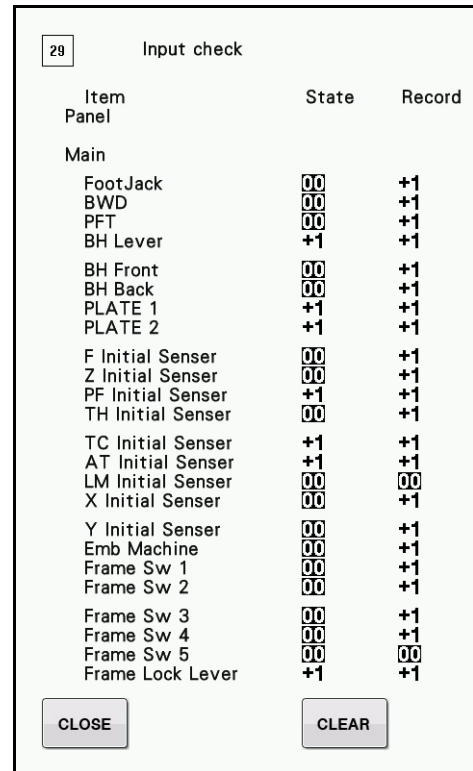 29 Input check
Item State Record
Panel
Main
FootJack 00 +1
BWD 00 +1
PFT 00 +1
BH Lever +1 +1
BH Front 00 +1
BH Back 00 +1
PLATE 1 +1 +1
PLATE 2 +1 +1
F Initial Senser 00 +1
Z Initial Senser 00 +1
PF Initial Senser +1 +1
TH Initial Senser 00 +1
TC Initial Senser +1 +1
AT Initial Senser +1 +1
LM Initial Senser 00 00
X Initial Senser 00 +1
Y Initial Senser 00 +1
Emb Machine 00 +1
Frame Sw 1 00 +1
Frame Sw 2 00 +1
Frame Sw 3 00 +1
Frame Sw 4 00 +1
Frame Sw 5 00 00
Frame Lock Lever +1 +1
CLOSE CLEAR